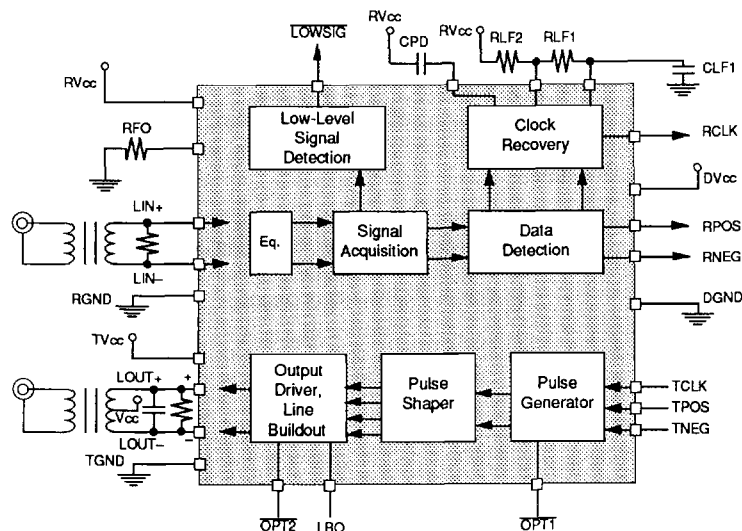 LOWSIG
RVcc
CPD
RVcc
RLF2
RLF1
CLF1
RVcc
RFO
Low-Level
Signal
Detection
Clock
Recovery
RCLK
DVcc
LIN+
LIN–
Eq.
Signal
Acquisition
Data
Detection
RPOS
RNEG
RGND
DGND
TVcc
LOUT+
+
Vcc
LOUT–
–
TGND
Output
Driver,
Line
Buildout
Pulse
Shaper
Pulse
Generator
TCLK
TPOS
TNEG
OPT2
LBO
OPT1